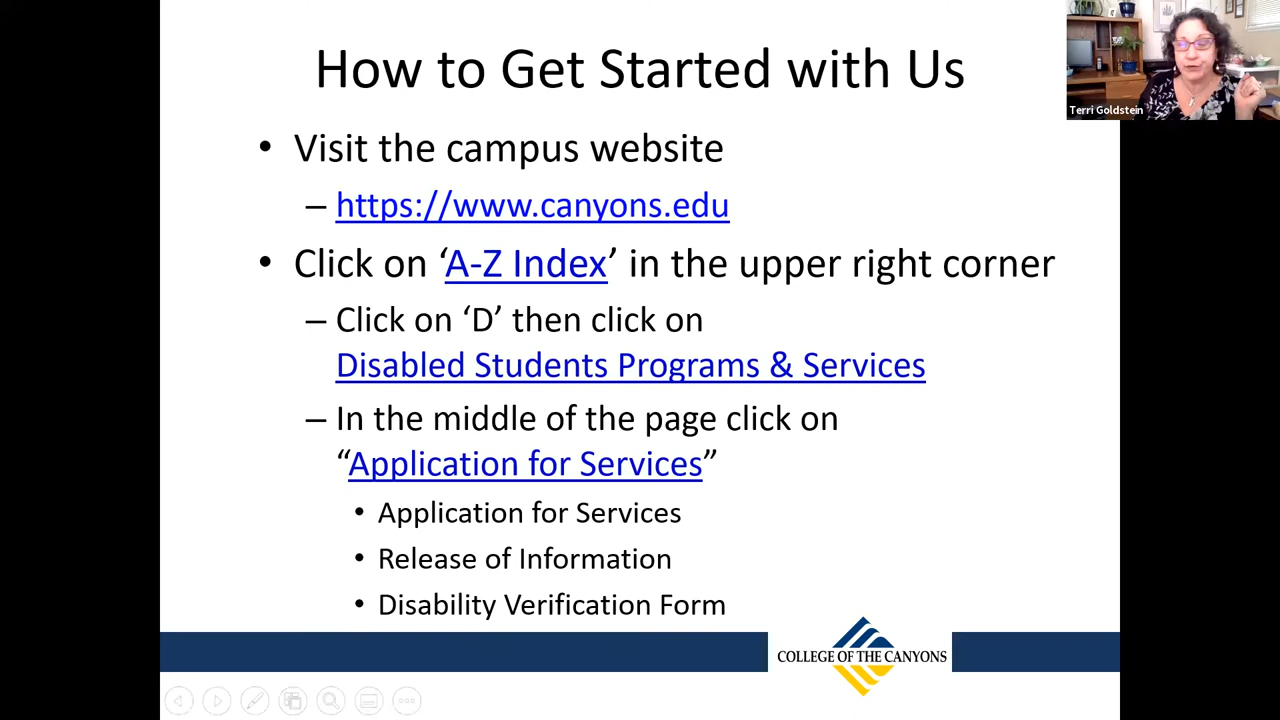 How to Get Started with Us
Terri Goldstein
• Visit the campus website
– https://www.canyons.edu
• Click on ‘A-Z Index’ in the upper right corner
– Click on ‘D’ then click on
Disabled Students Programs & Services
– In the middle of the page click on
“Application for Services”
• Application for Services
• Release of Information
• Disability Verification Form
COLLEGE OF THE CANYONS